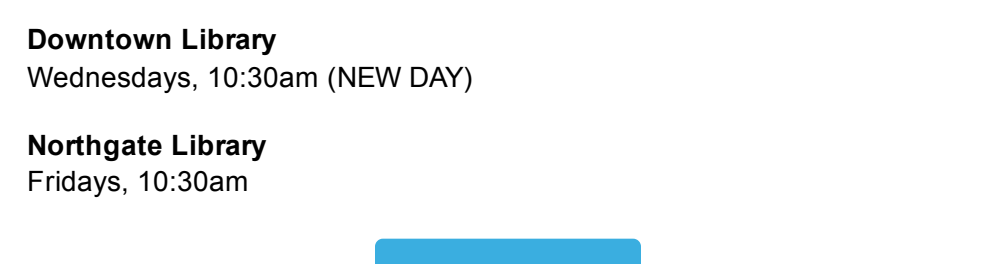 Downtown Library
Wednesdays, 10:30am (NEW DAY)
Northgate Library
Fridays, 10:30am